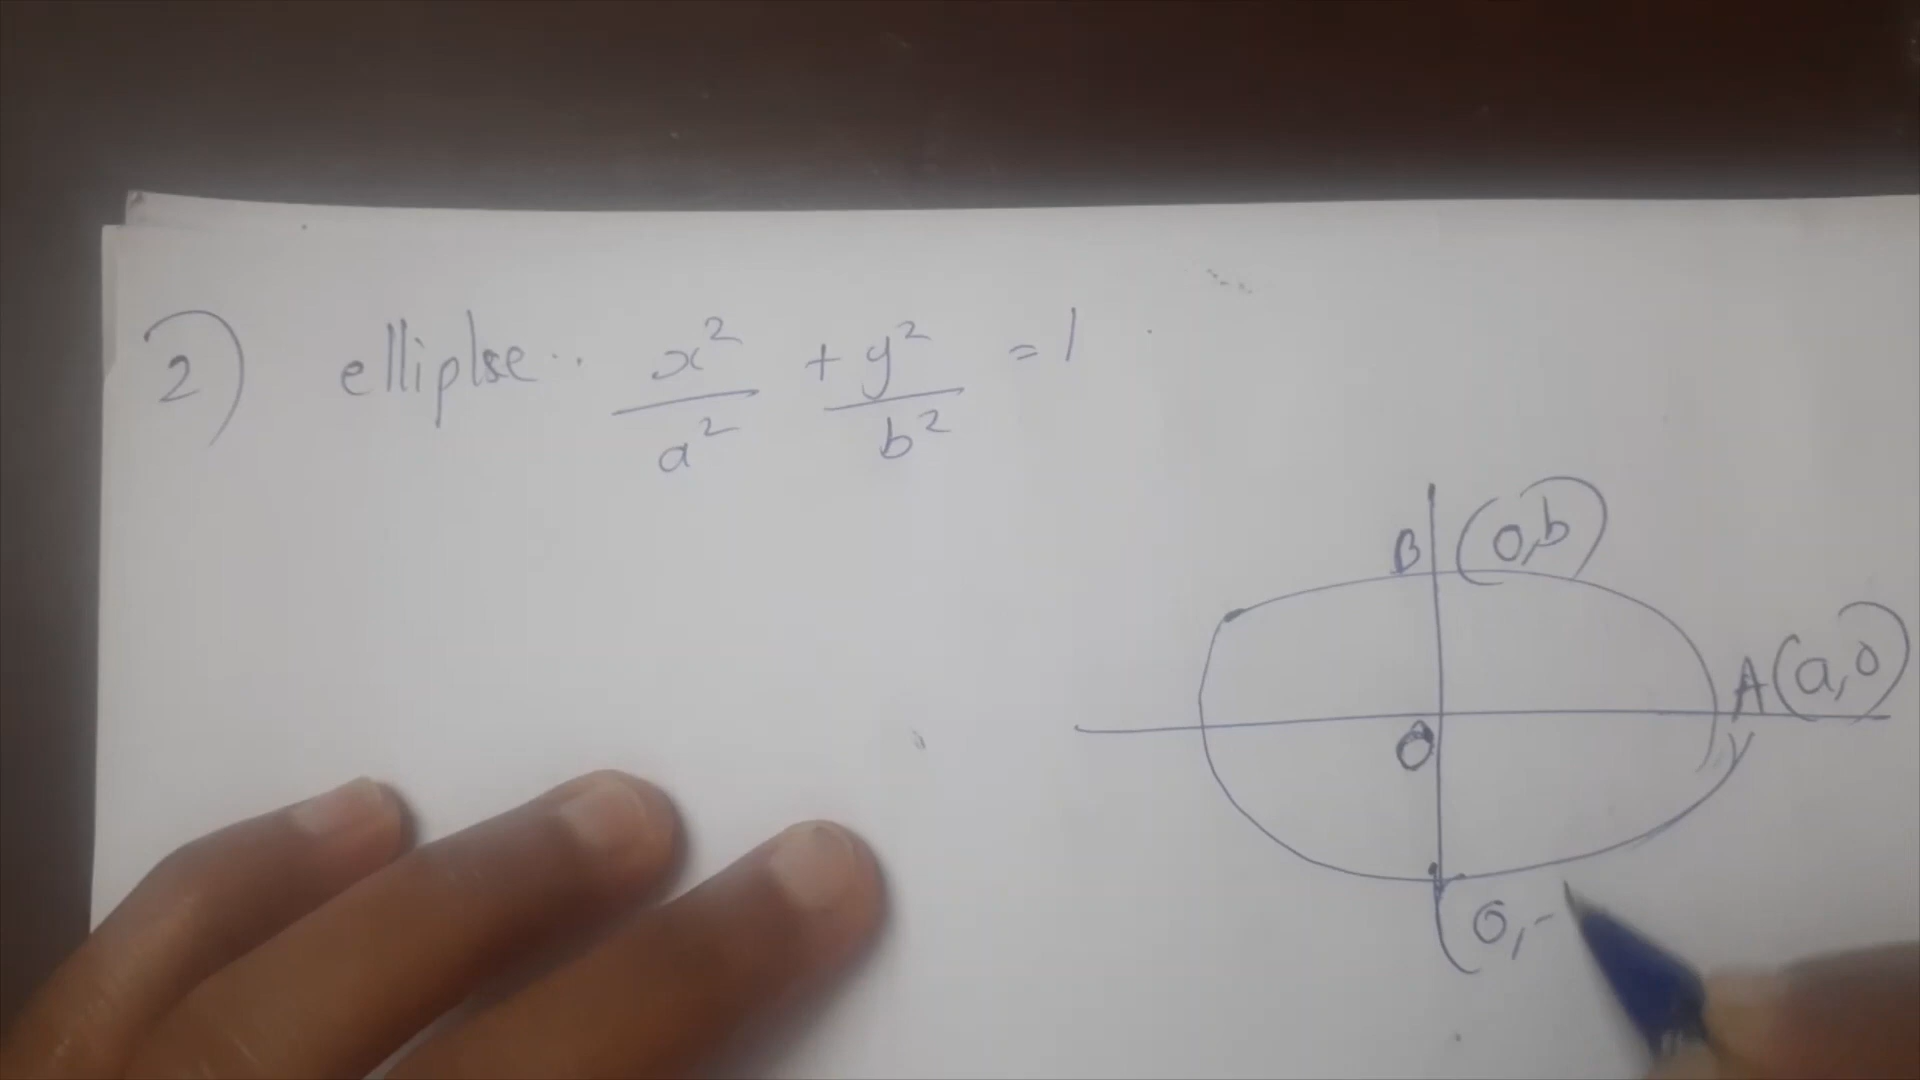 2) elliplse.. x²/a² + y²/b² = 1
B (0,b)
A(a,0)
O
(0,-